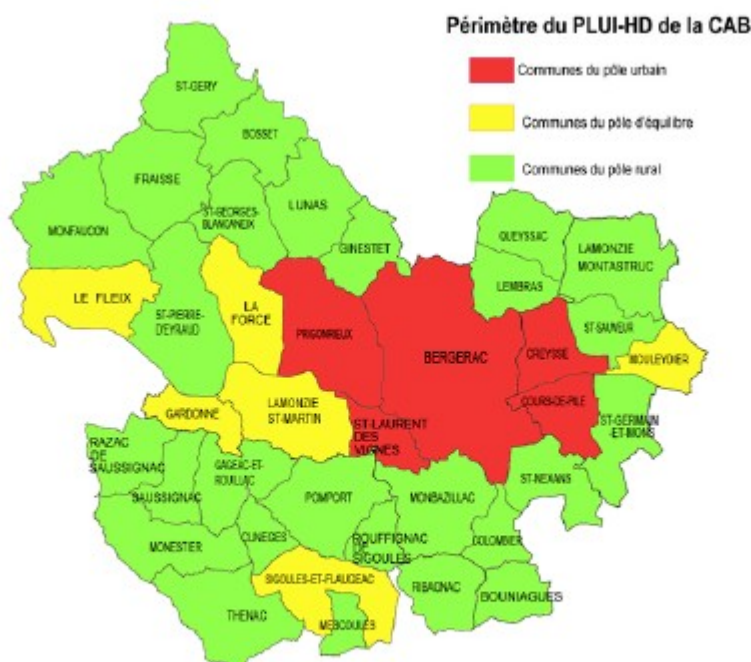 Périmètre du PLUI-HD de la CAB
Communes du pôle urbain
Communes du pôle d'équilibre
Communes du pôle rural
ST-GERY
BOSSET
FRAISSE
ST-GEORGES-
BLANCANEIX
LUNAS
MONFAUCON
GINESTET
QUEYSSAC
LAMONZIE
MONTASTRUC
LE FLEIX
ST-PIERRE-
D'EYRAUD
LA
FORCE
PRIGONRIEUX
LEMBRAS
BERGERAC
CREYSSE
ST-SAUVEUR
MOULEYDIER
COURS-DE-PILE
GARDONNE
LAMONZIE
ST-MARTIN
ST-LAURENT
DES
VIGNES
ST-GERMAIN
-ET-MONS
RAZAC
DE
SAUSSIGNAC
SAUSSIGNAC
GAGEAC-ET-
ROUILLAC
POMPORT
MONBAZILLAC
ST-NEXANS
MONESTIER
CUNEGES
ROUFFIGNAC
DE
SIGOULES
COLOMBIER
SIGOULES-ET-FLAUGEAC
RIBAGNAC
BOUNIAGUES
THENAC
MESCOULES